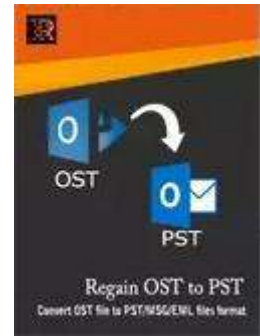 R
O
OST
O
PST
Regain OST to PST
Convert OST file to PST/MSG/EML files format